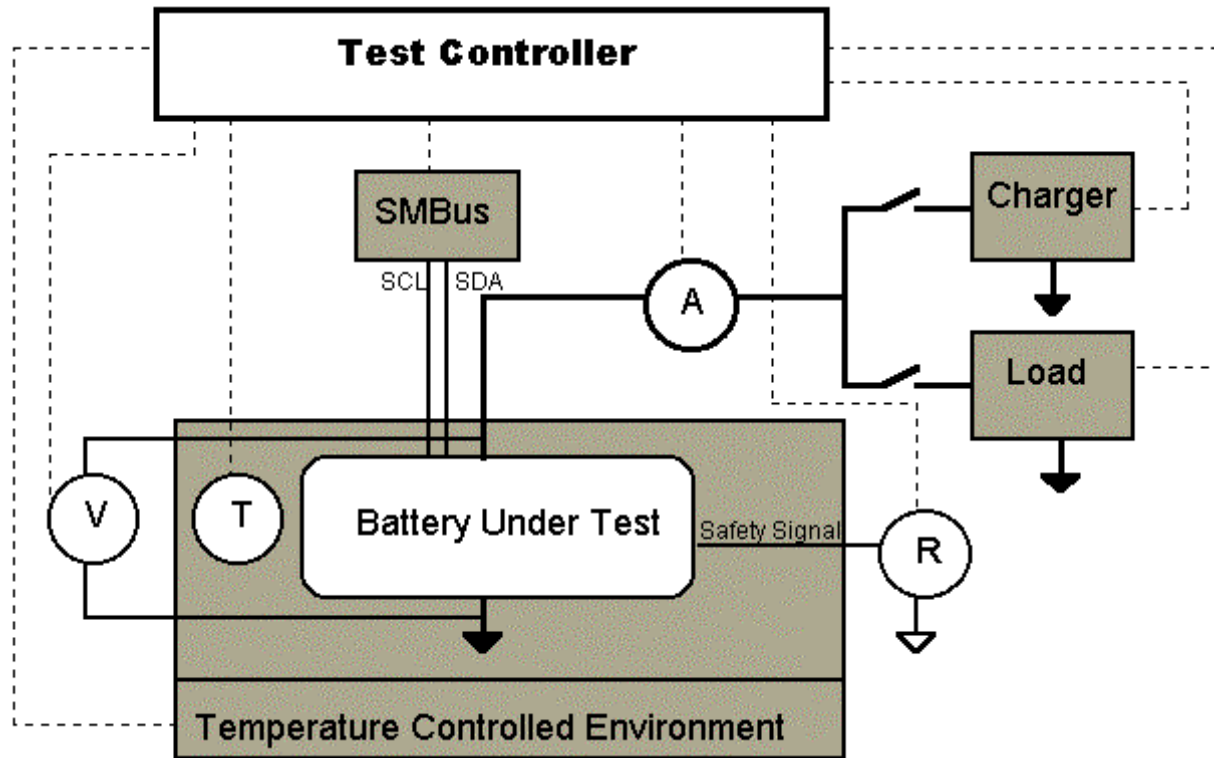 Test Controller
SMBus
Charger
SCL
SDA
A
Load
V
T
Battery Under Test
Safety Signal
R
Temperature Controlled Environment